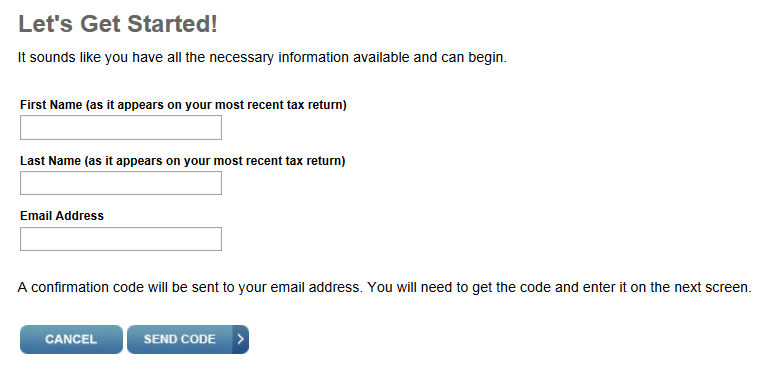 Let's Get Started!
It sounds like you have all the necessary information available and can begin.
First Name (as it appears on your most recent tax return)
Last Name (as it appears on your most recent tax return)
Email Address
A confirmation code will be sent to your email address. You will need to get the code and enter it on the next screen.
CANCEL SEND CODE >